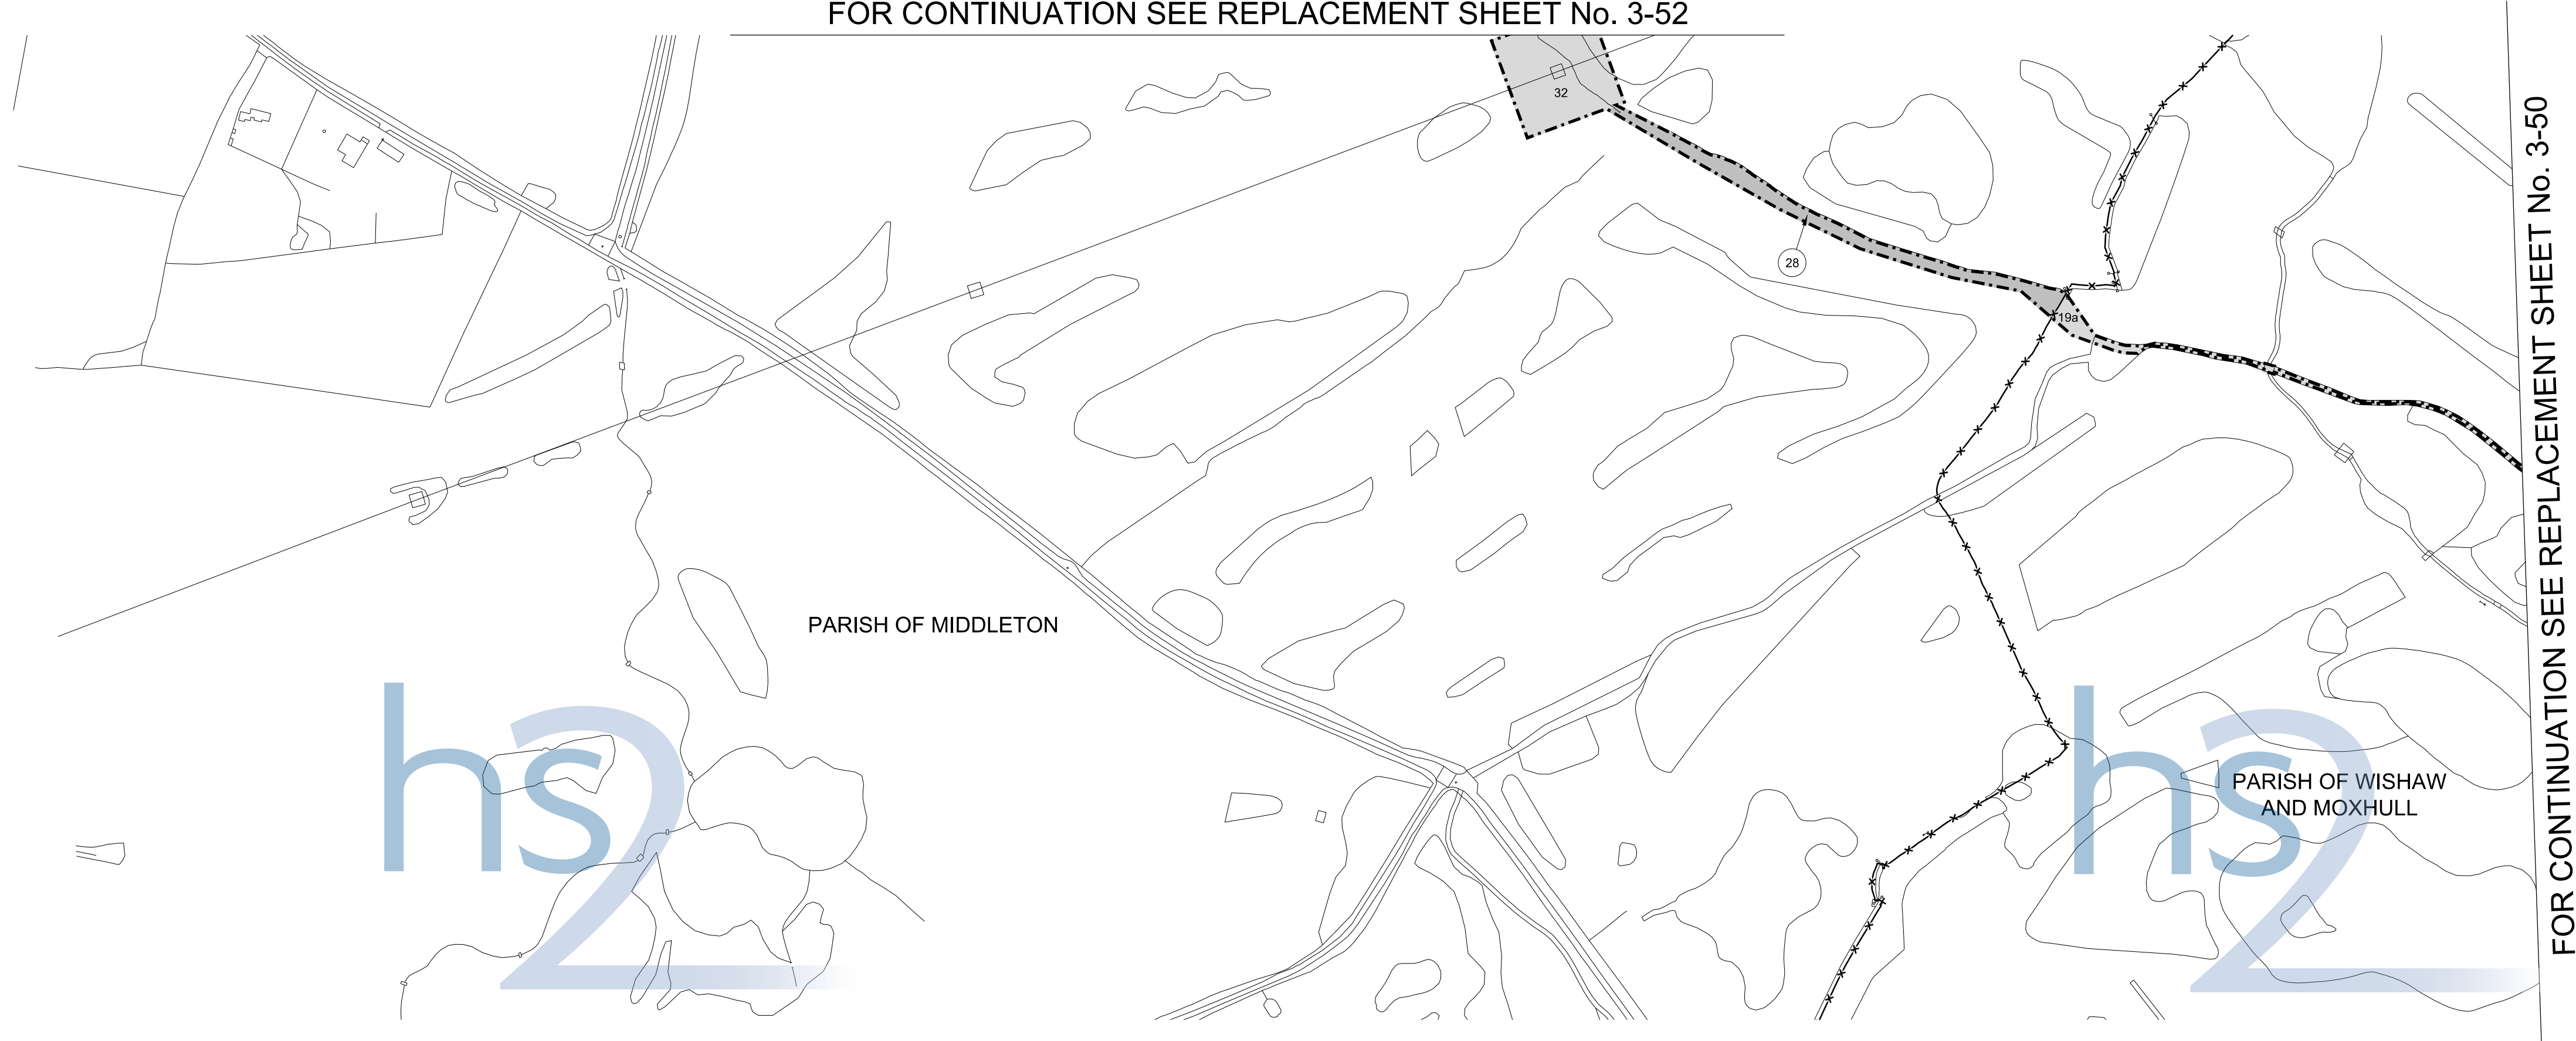 FOR CONTINUATION SEE REPLACEMENT SHEET No. 3-52
32
28
19a
FOR CONTINUATION SEE REPLACEMENT SHEET No. 3-50
PARISH OF MIDDLETON
PARISH OF WISHAW
AND MOXHULL
hs2
hs2